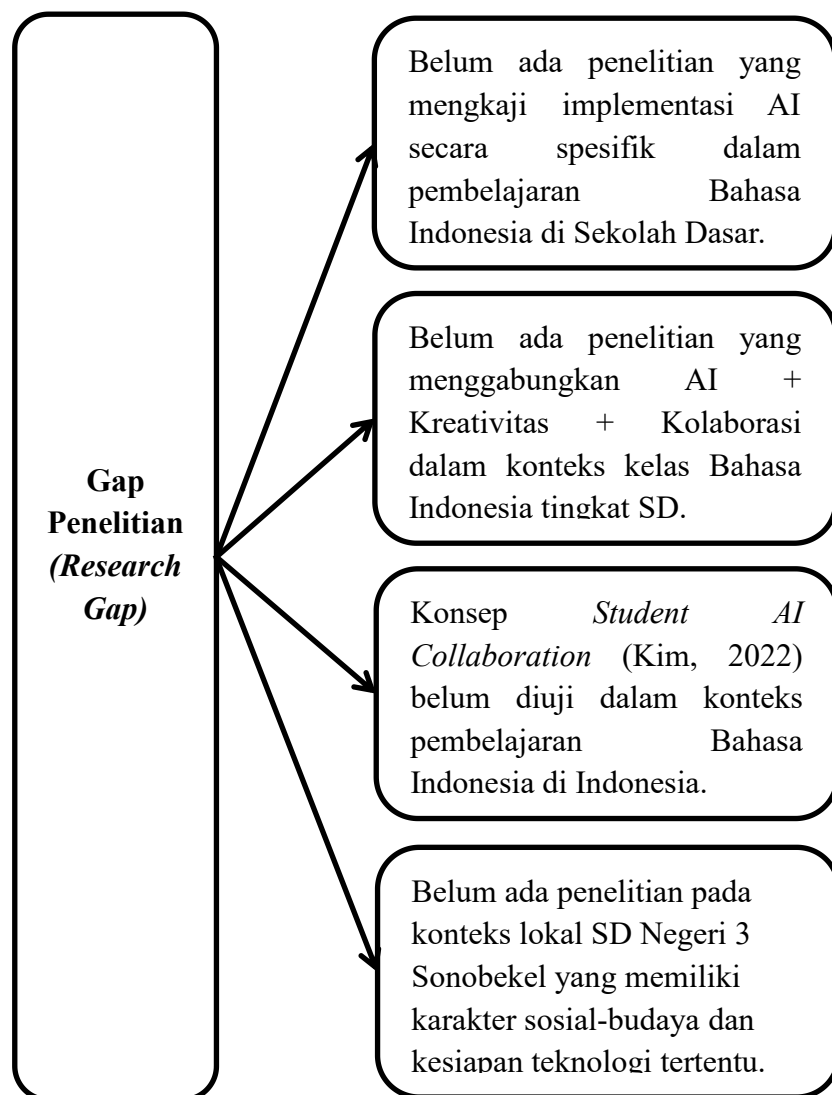 Gap
Penelitian
(Research
Gap)
Belum ada penelitian yang
mengkaji implementasi AI
secara spesifik dalam
pembelajaran Bahasa
Indonesia di Sekolah Dasar.
Belum ada penelitian yang
menggabungkan AI +
Kreativitas + Kolaborasi
dalam konteks kelas Bahasa
Indonesia tingkat SD.
Konsep Student AI
Collaboration (Kim, 2022)
belum diuji dalam konteks
pembelajaran Bahasa
Indonesia di Indonesia.
Belum ada penelitian pada
konteks lokal SD Negeri 3
Sonobekel yang memiliki
karakter sosial-budaya dan
kesiapan teknologi tertentu.